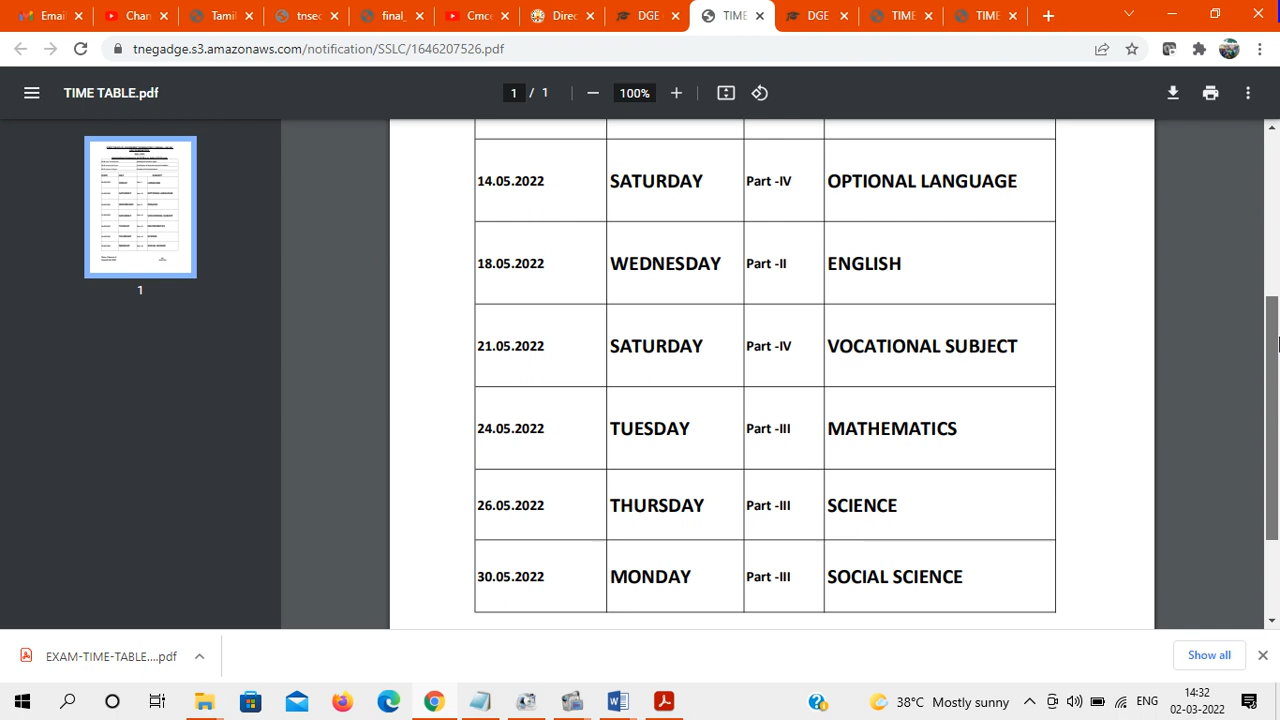 Email
Chan
Tamil
tnsec
final_
Cmcc
Direc
DGE
TIME
DGE
TIME
TIME
tnegadge.s3.amazonaws.com/notification/SSLC/1646207526.pdf
TIME TABLE.pdf
1 / 1
100%
14.05.2022 SATURDAY Part -IV OPTIONAL LANGUAGE
18.05.2022 WEDNESDAY Part -II ENGLISH
21.05.2022 SATURDAY Part -IV VOCATIONAL SUBJECT
24.05.2022 TUESDAY Part -III MATHEMATICS
26.05.2022 THURSDAY Part -III SCIENCE
30.05.2022 MONDAY Part -III SOCIAL SCIENCE
1
EXAM-TIME-TABLE....pdf
Show all
38°C Mostly sunny
ENG
14:32
02-03-2022